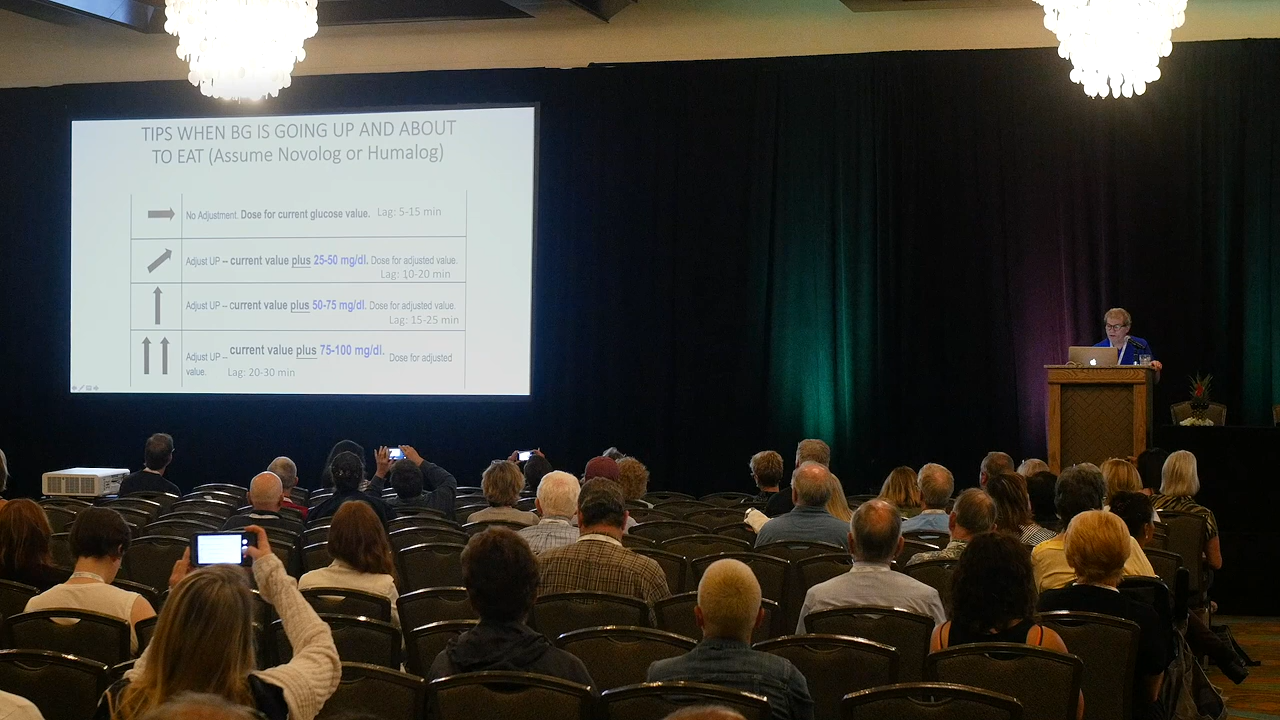 TIPS WHEN BG IS GOING UP AND ABOUT
TO EAT (Assume Novolog or Humalog)
No Adjustment. Dose for current glucose value. Lag: 5-15 min
Adjust UP – current value plus 25-50 mg/dl. Dose for adjusted value.
Lag: 10-20 min
Adjust UP – current value plus 50-75 mg/dl. Dose for adjusted value.
Lag: 15-25 min
Adjust UP – current value plus 75-100 mg/dl. Dose for adjusted
value. Lag: 20-30 min